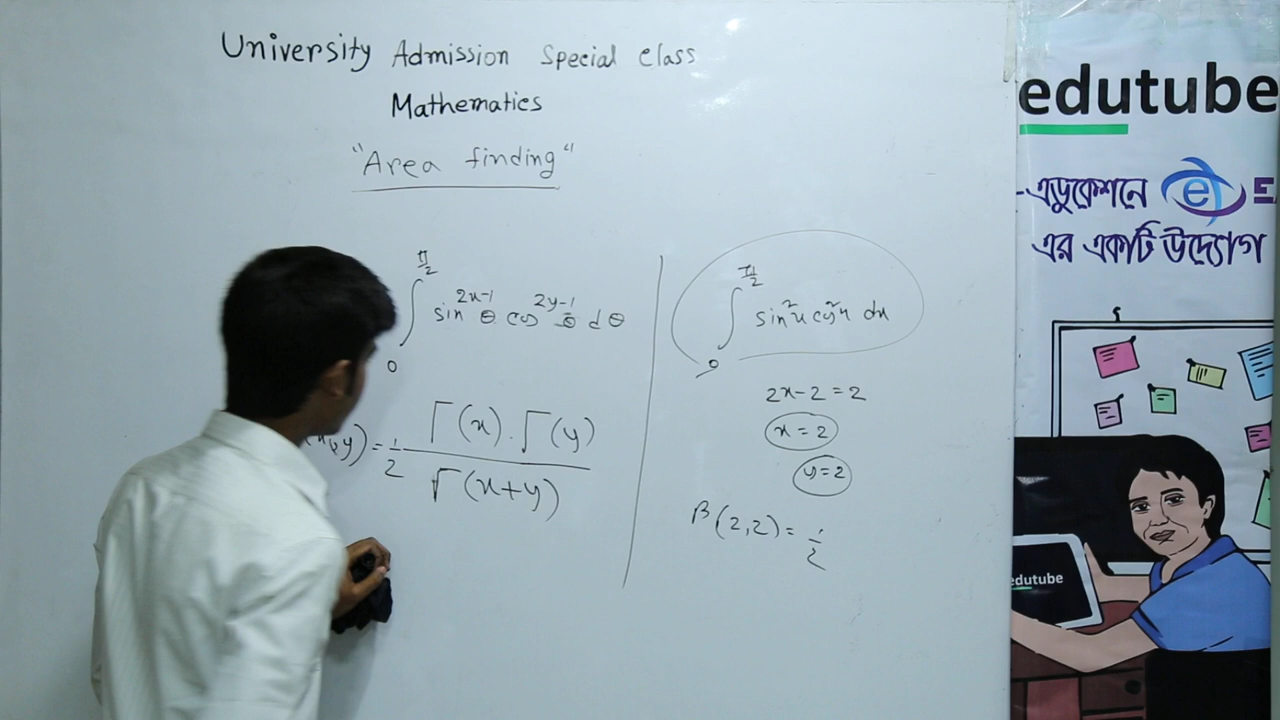 University Admission Special Class
Mathematics
"Area finding"
∫₀^{π/2} sin^{2x-1} θ cos^{2y-1} θ dθ
y) = 1/2 Γ(x) . Γ(y) / Γ(x+y)
∫₀^{π/2} sin²x cos²x dx
2x-2 = 2
x = 2
y = 2
β(2,2) = 1/2
edutube
-এডুকেশনে e E
এর একটি উদ্যোগ
edutube